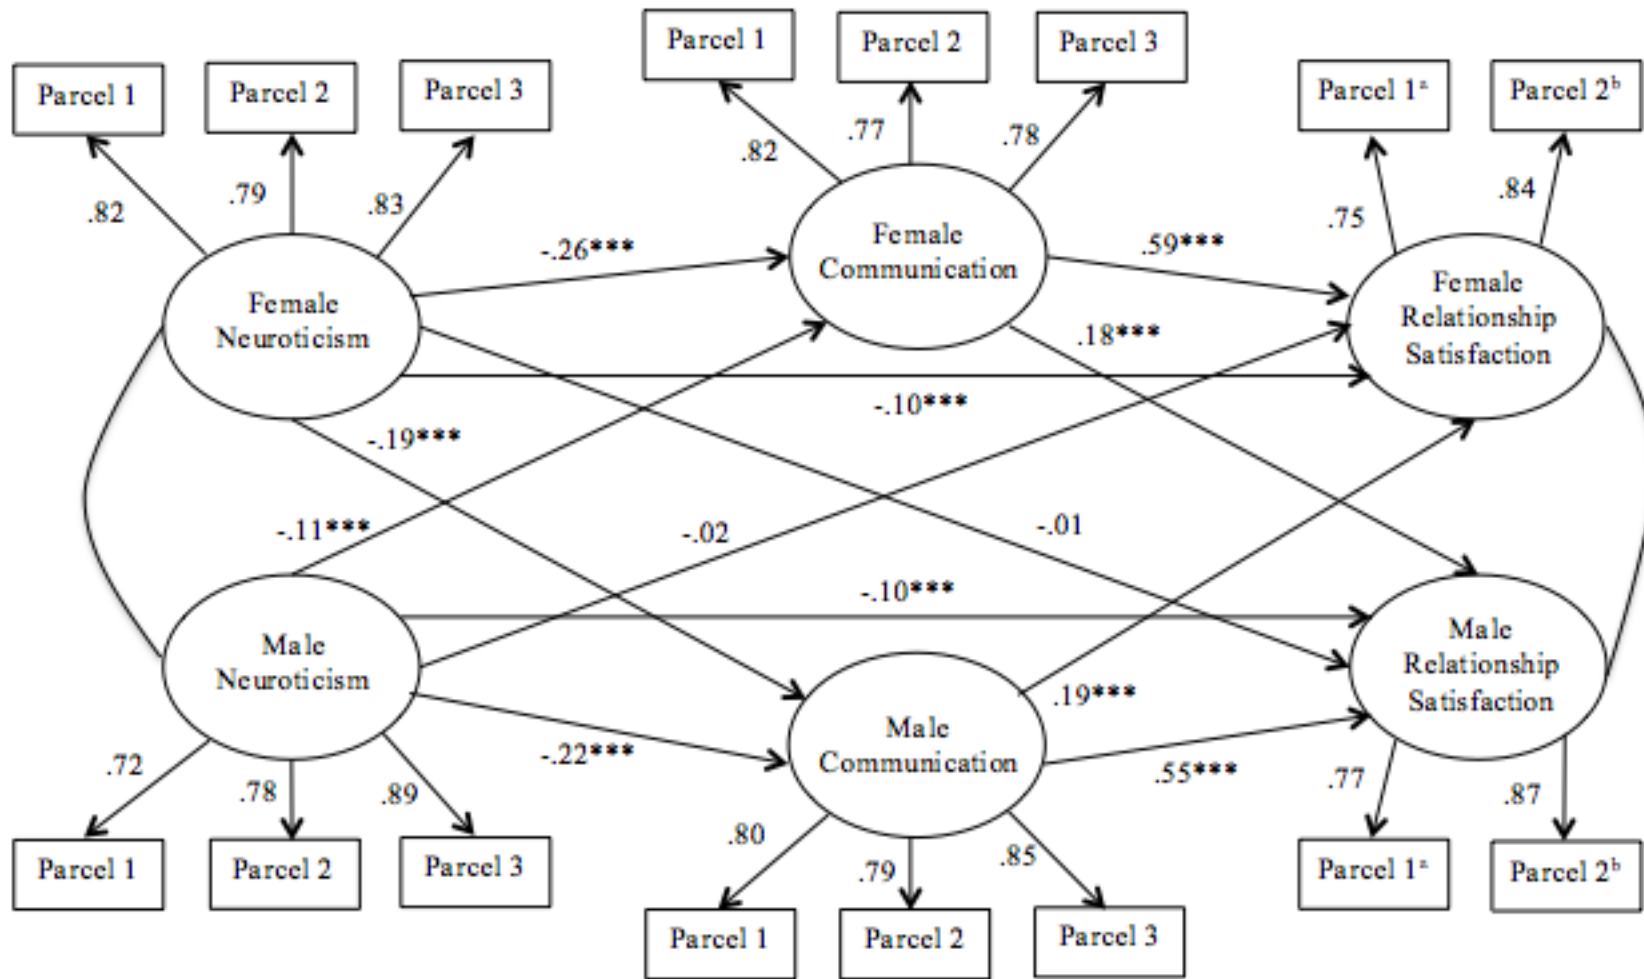 Parcel 1
Parcel 2
Parcel 3
Parcel 1
Parcel 2
Parcel 3
Parcel 1ᵃ
Parcel 2ᵇ
.82
.79
.83
.82
.77
.78
.75
.84
Female
Neuroticism
-.26***
Female
Communication
.59***
Female
Relationship
Satisfaction
.18***
-.10***
-.19***
-.11***
-.02
-.01
-.10***
Male
Neuroticism
-.22***
Male
Communication
.19***
.55***
Male
Relationship
Satisfaction
.72
.78
.89
.80
.79
.85
.77
.87
Parcel 1
Parcel 2
Parcel 3
Parcel 1
Parcel 2
Parcel 3
Parcel 1ᵃ
Parcel 2ᵇ